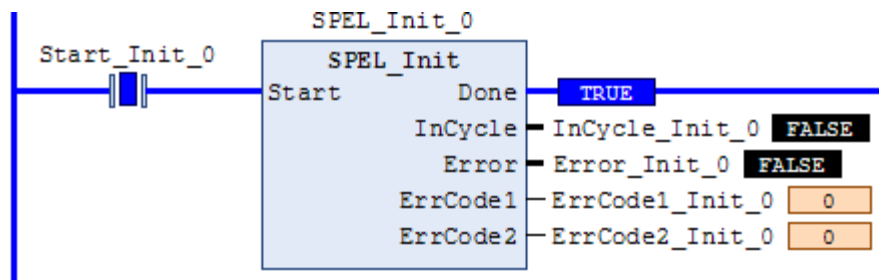 SPEL_Init_0
Start_Init_0
SPEL_Init
Start Done TRUE
InCycle InCycle_Init_0 FALSE
Error Error_Init_0 FALSE
ErrCode1 ErrCode1_Init_0 0
ErrCode2 ErrCode2_Init_0 0